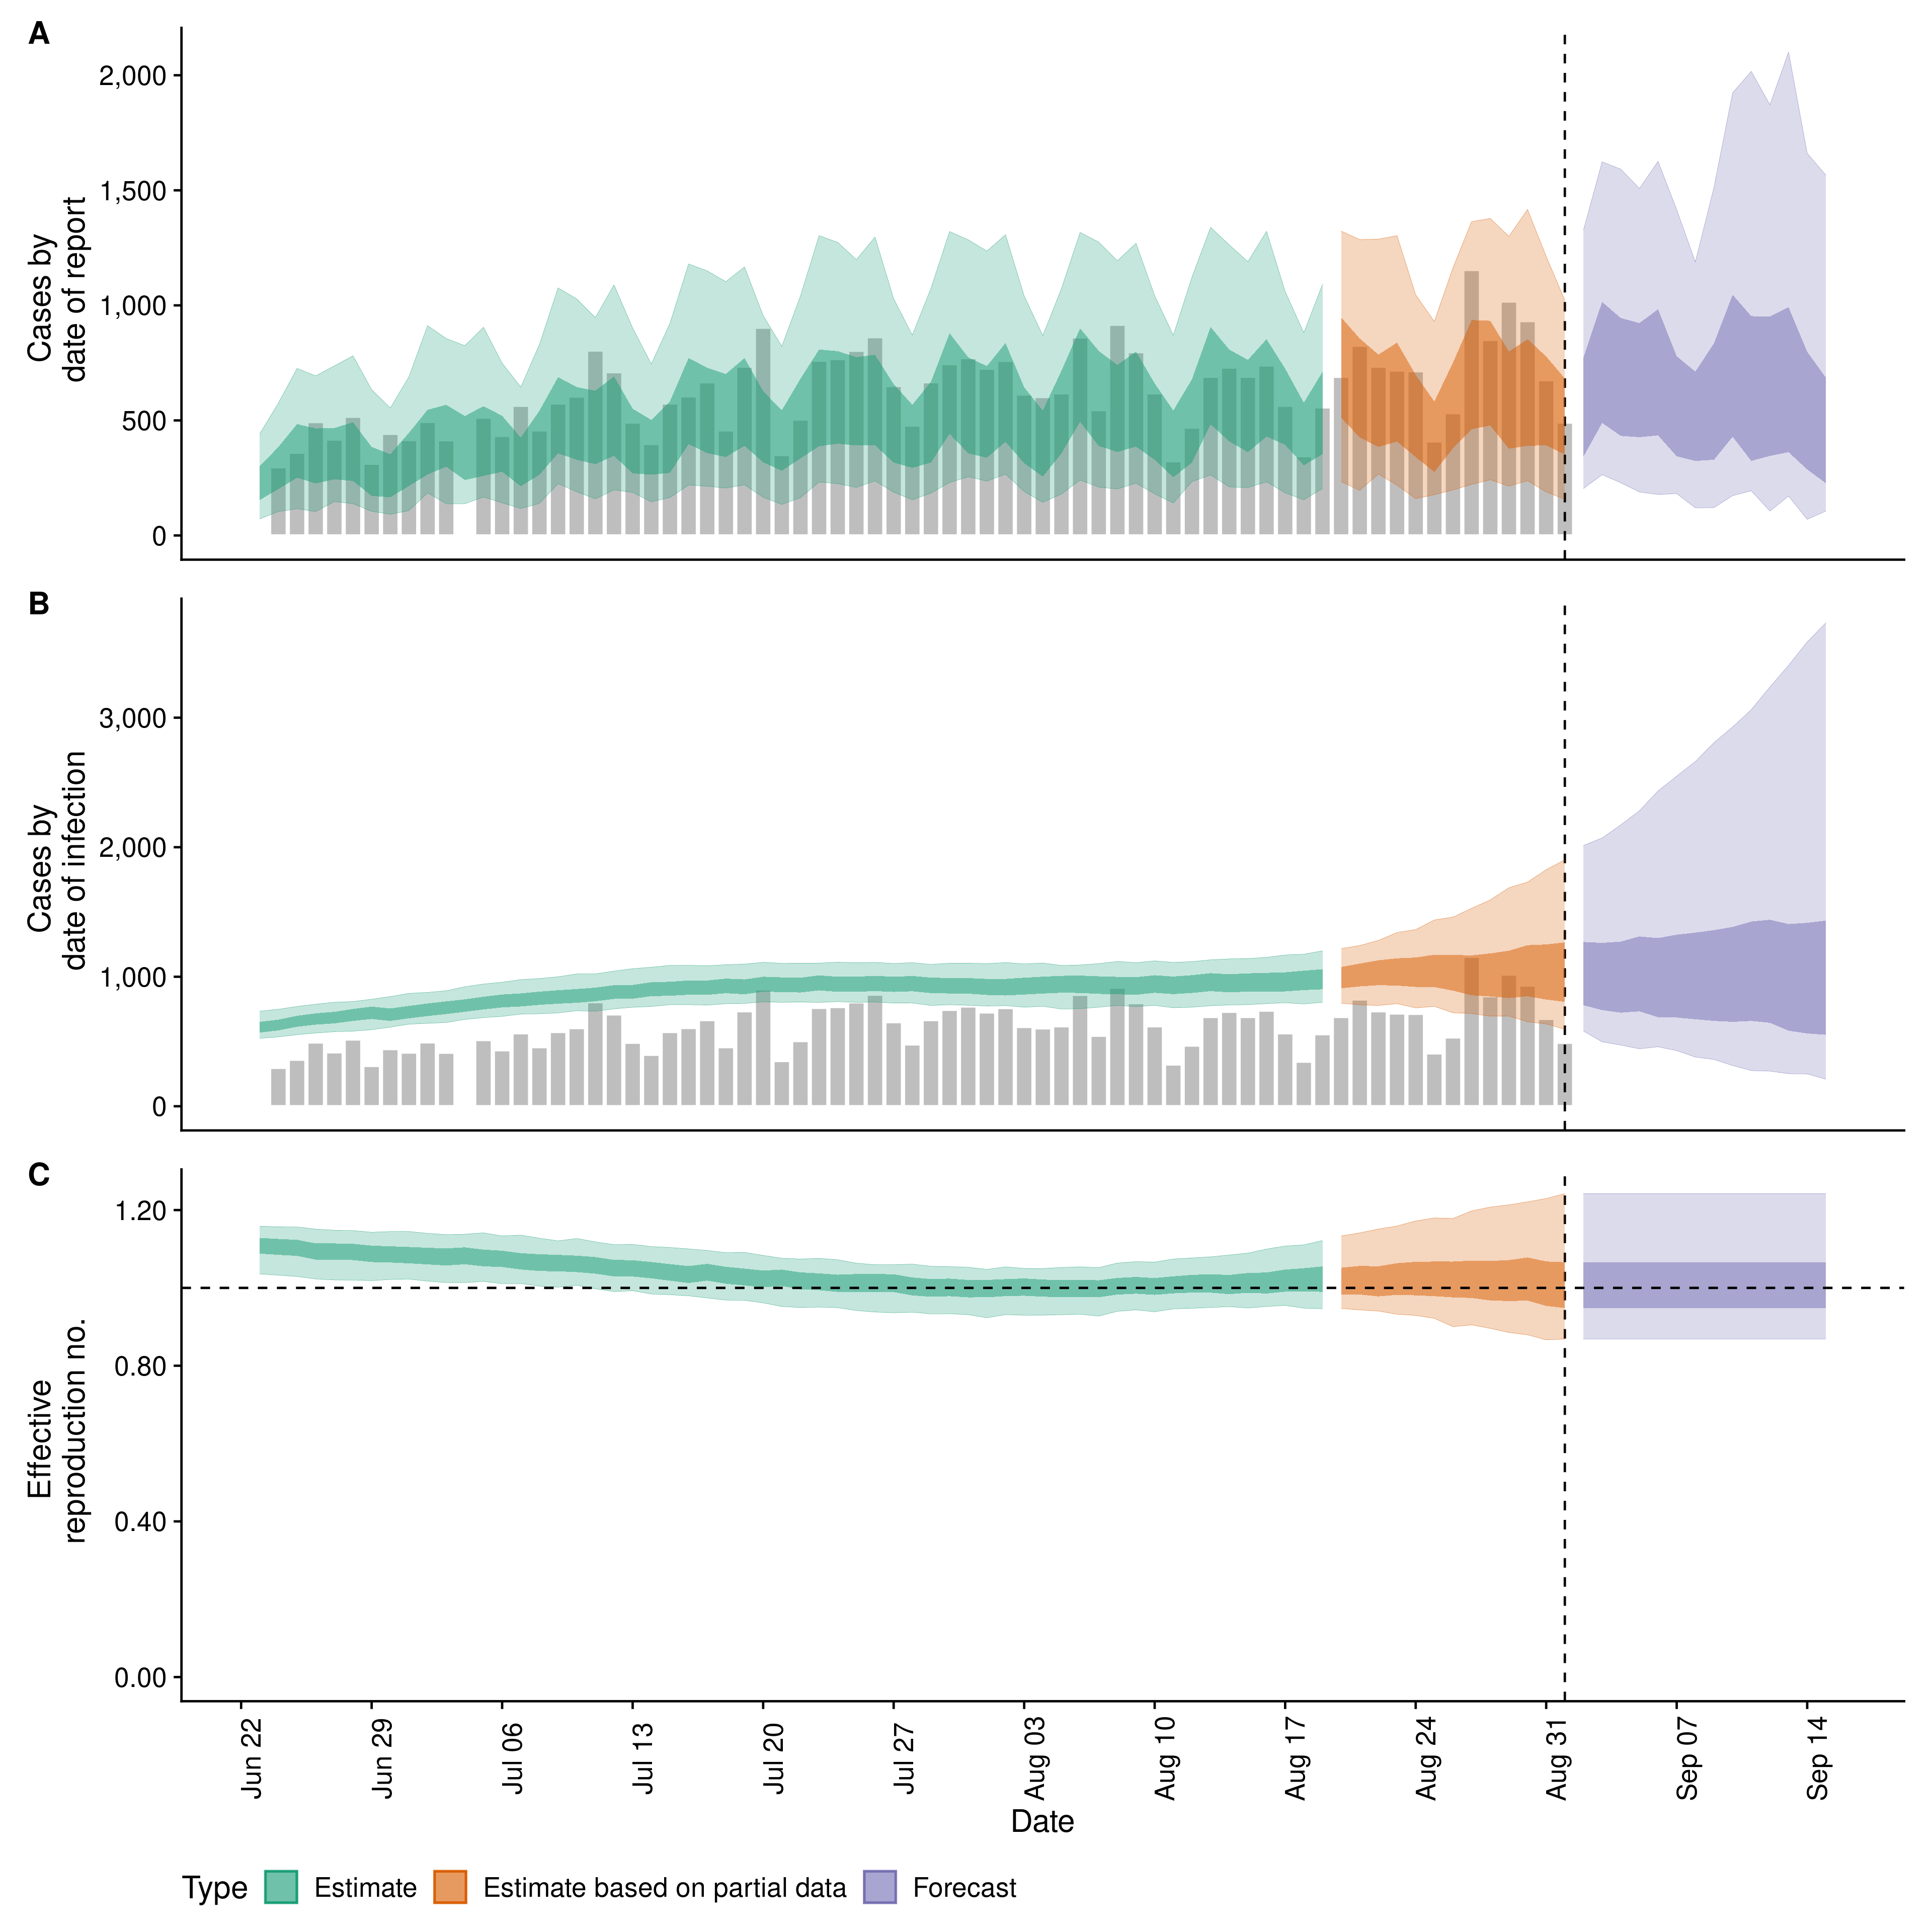 A
Cases by
date of report
2,000
1,500
1,000
500
0
B
Cases by
date of infection
3,000
2,000
1,000
0
C
Effective
reproduction no.
1.20
0.80
0.40
0.00
Jun 22
Jun 29
Jul 06
Jul 13
Jul 20
Jul 27
Aug 03
Aug 10
Aug 17
Aug 24
Aug 31
Sep 07
Sep 14
Date
Type Estimate Estimate based on partial data Forecast